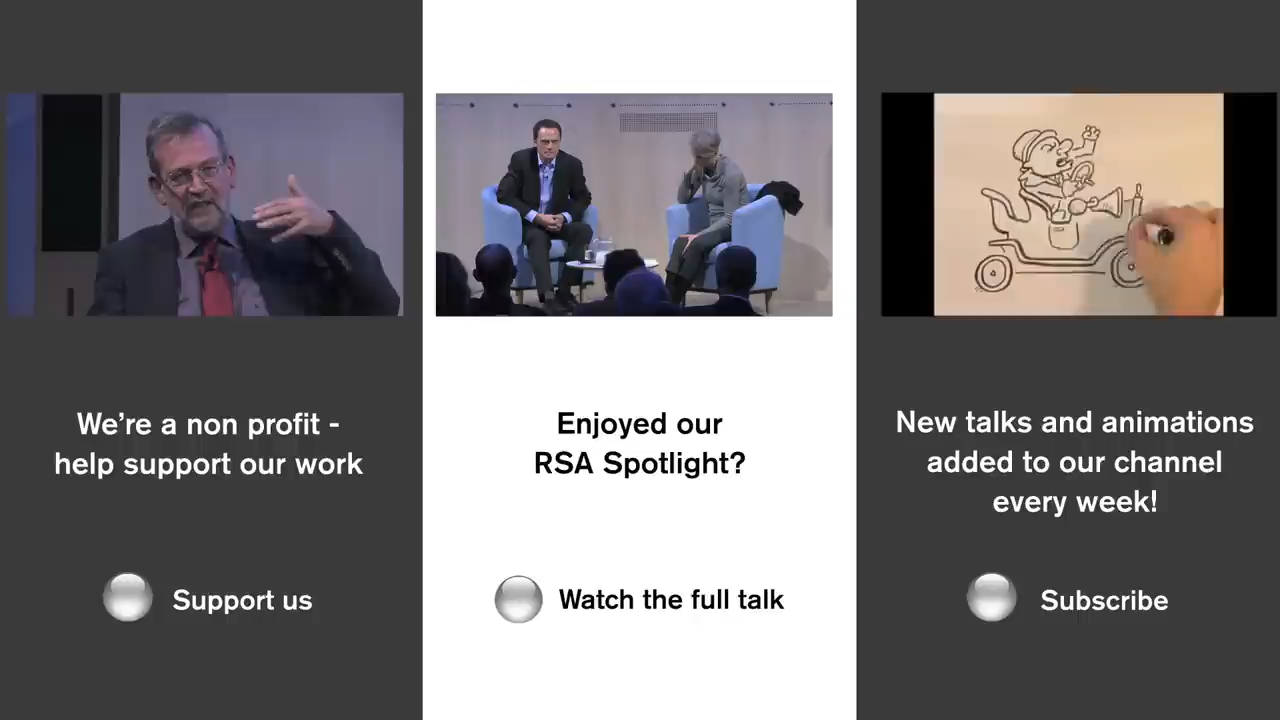 We're a non profit -
help support our work
Support us
Enjoyed our
RSA Spotlight?
Watch the full talk
New talks and animations
added to our channel
every week!
Subscribe